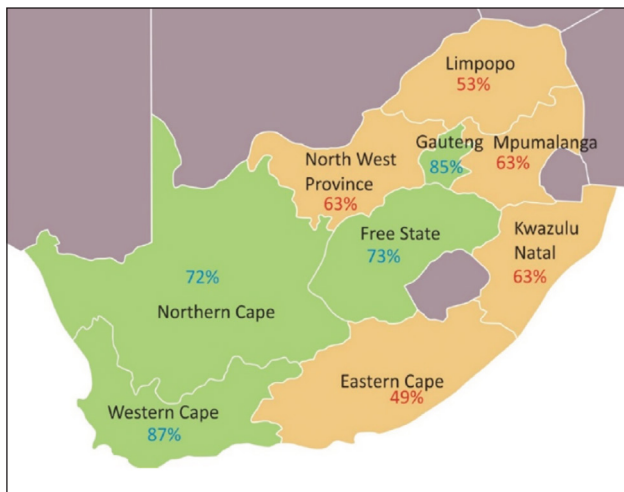 Limpopo
53%
Gauteng
85%
Mpumalanga
63%
North West
Province
63%
Free State
73%
Kwazulu
Natal
63%
72%
Northern Cape
Eastern Cape
49%
Western Cape
87%